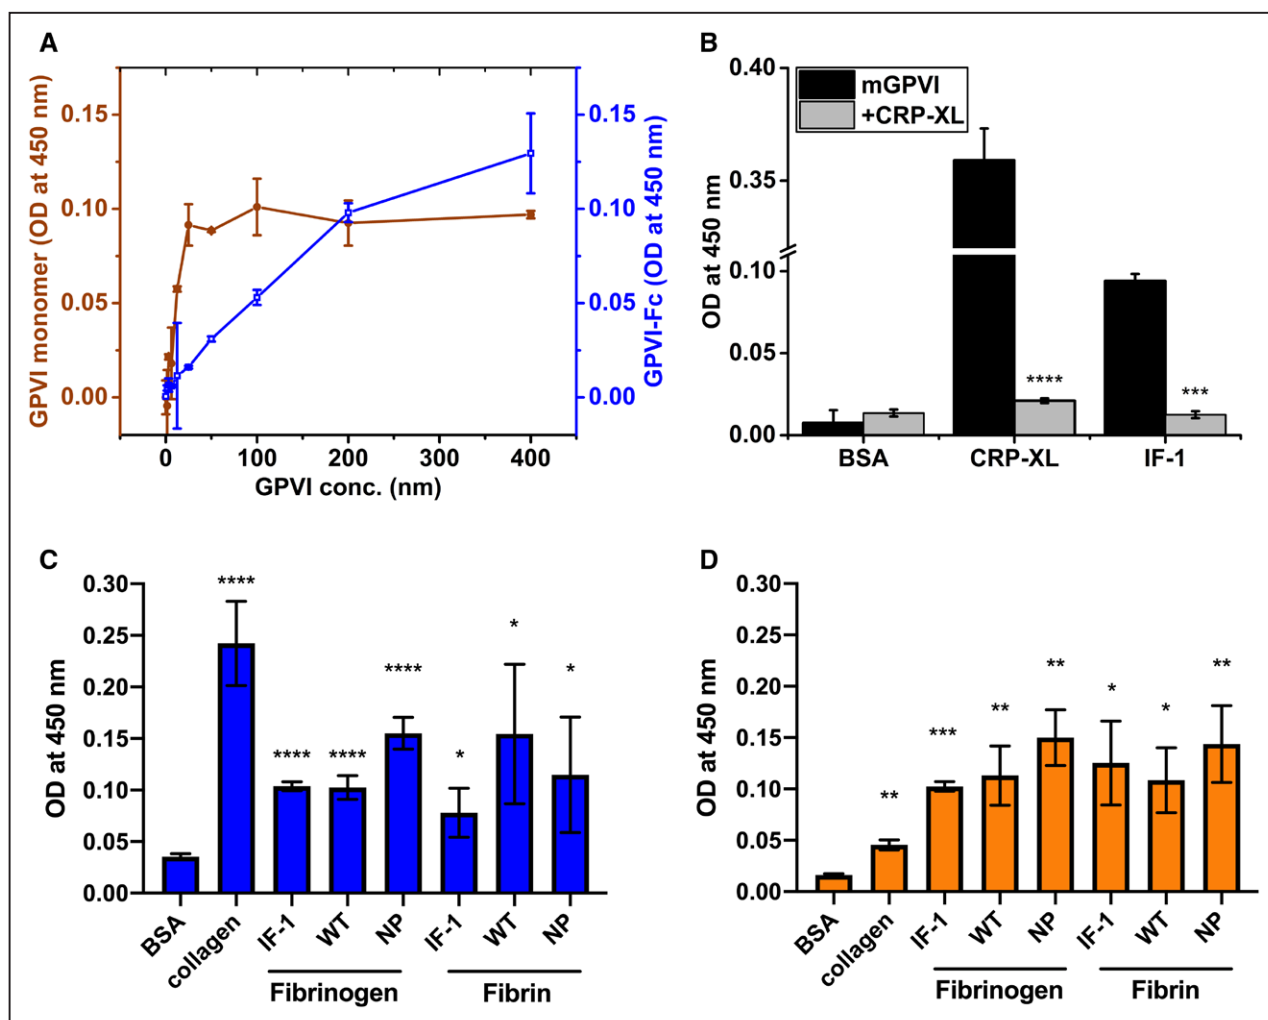 A
GPVI monomer (OD at 450 nm)
0.15
0.10
0.05
0.00
0.15
0.10
0.05
0.00
GPVI-Fc (OD at 450 nm)
0 100 200 300 400
GPVI conc. (nm)
B
OD at 450 nm
0.40
0.35
0.10
0.05
0.00
mGPVI
+CRP-XL
****
***
BSA CRP-XL IF-1
C
OD at 450 nm
0.30
0.25
0.20
0.15
0.10
0.05
0.00
****
****
****
****
*
*
*
BSA collagen IF-1 WT NP IF-1 WT NP
Fibrinogen Fibrin
D
OD at 450 nm
0.30
0.25
0.20
0.15
0.10
0.05
0.00
**
***
**
**
*
*
**
BSA collagen IF-1 WT NP IF-1 WT NP
Fibrinogen Fibrin